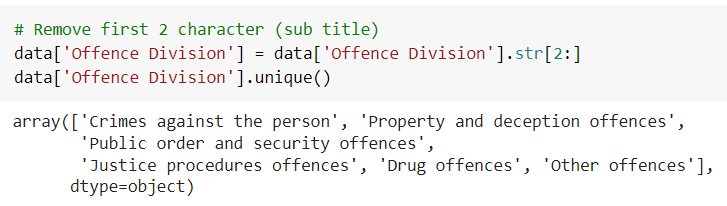 # Remove first 2 character (sub title)
data['Offence Division'] = data['Offence Division'].str[2:]
data['Offence Division'].unique()
array(['Crimes against the person', 'Property and deception offences',
'Public order and security offences',
'Justice procedures offences', 'Drug offences', 'Other offences'],
dtype=object)